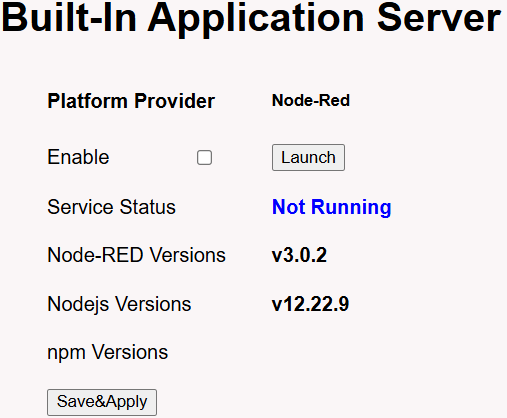 Built-In Application Server
Platform Provider Node-Red
Enable Launch
Service Status Not Running
Node-RED Versions v3.0.2
Nodejs Versions v12.22.9
npm Versions
Save&Apply